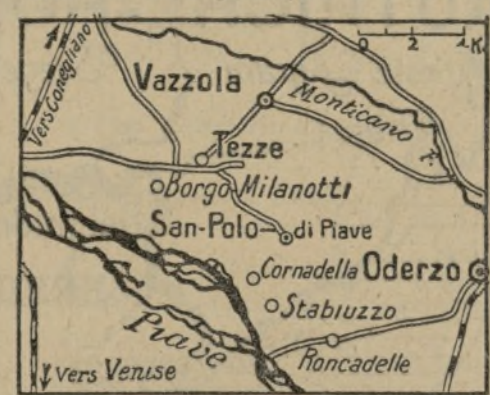 0 2 4 K.
Vers Conegliano
Vazzola
Monticano
Tezze
Borgo-Milanotti
San-Polo-di Piave
Cornadella Oderzo
Stabiuzzo
Piave
Roncadelle
Vers Venise